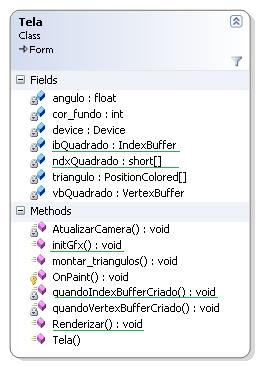 Tela
Class
Form
Fields
angulo : float
cor_fundo : int
device : Device
ibQuadrado : IndexBuffer
ndxQuadrado : short[]
triangulo : PositionColored[]
vbQuadrado : VertexBuffer
Methods
AtualizarCamera() : void
initGfx() : void
montar_triangulos() : void
OnPaint() : void
quandoIndexBufferCriado() : void
quandoVertexBufferCriado() : void
Renderizar() : void
Tela()